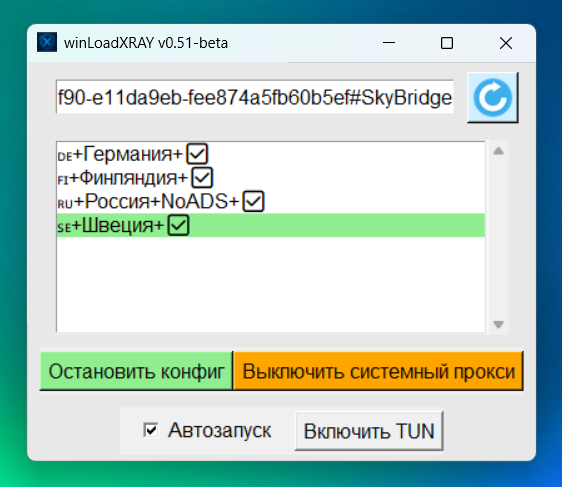 winLoadXRAY v0.51-beta
f90-e11da9eb-fee874a5fb60b5ef#SkyBridge
DE+Германия+
FI+Финляндия+
RU+Россия+NoADS+
SE+Швеция+
Остановить конфиг Выключить системный прокси
Автозапуск Включить TUN